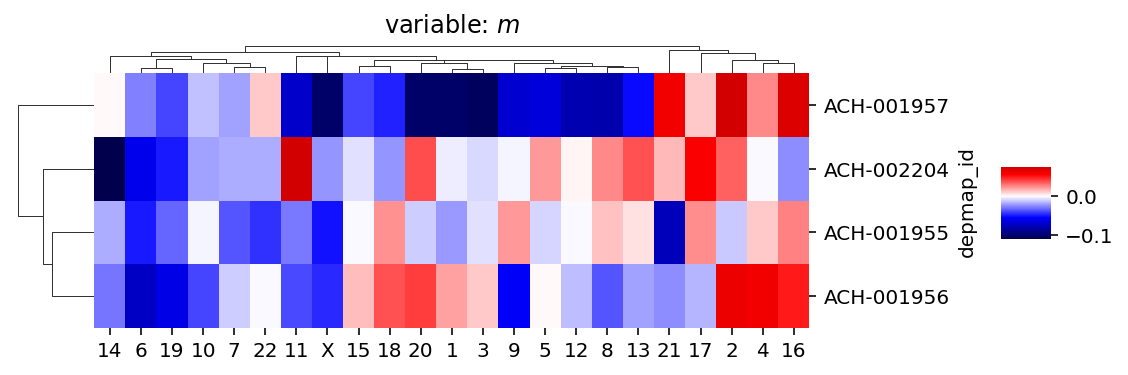 variable: m
ACH-001957
ACH-002204
ACH-001955
ACH-001956
depmap_id
0.0
−0.1
14 6 19 10 7 22 11 X 15 18 20 1 3 9 5 12 8 13 21 17 2 4 16